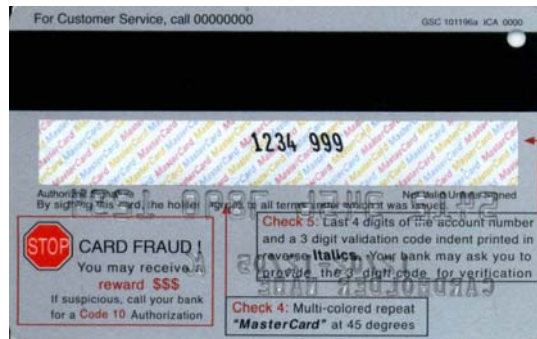 For Customer Service, call 00000000
GSC 101196a ICA 0000
1234 999
Authorized
Not Valid Unless Signed
By signing this card, the holder agrees to all terms under which it was issued.
STOP
CARD FRAUD !
You may receive a
reward $$$
If suspicious, call your bank
for a Code 10 Authorization
Check 5: Last 4 digits of the account number
and a 3 digit validation code indent printed in
reverse Italics. Your bank may ask you to
provide the 3 digit code for verification
CARDHOLDER NAME
Check 4: Multi-colored repeat
"MasterCard" at 45 degrees